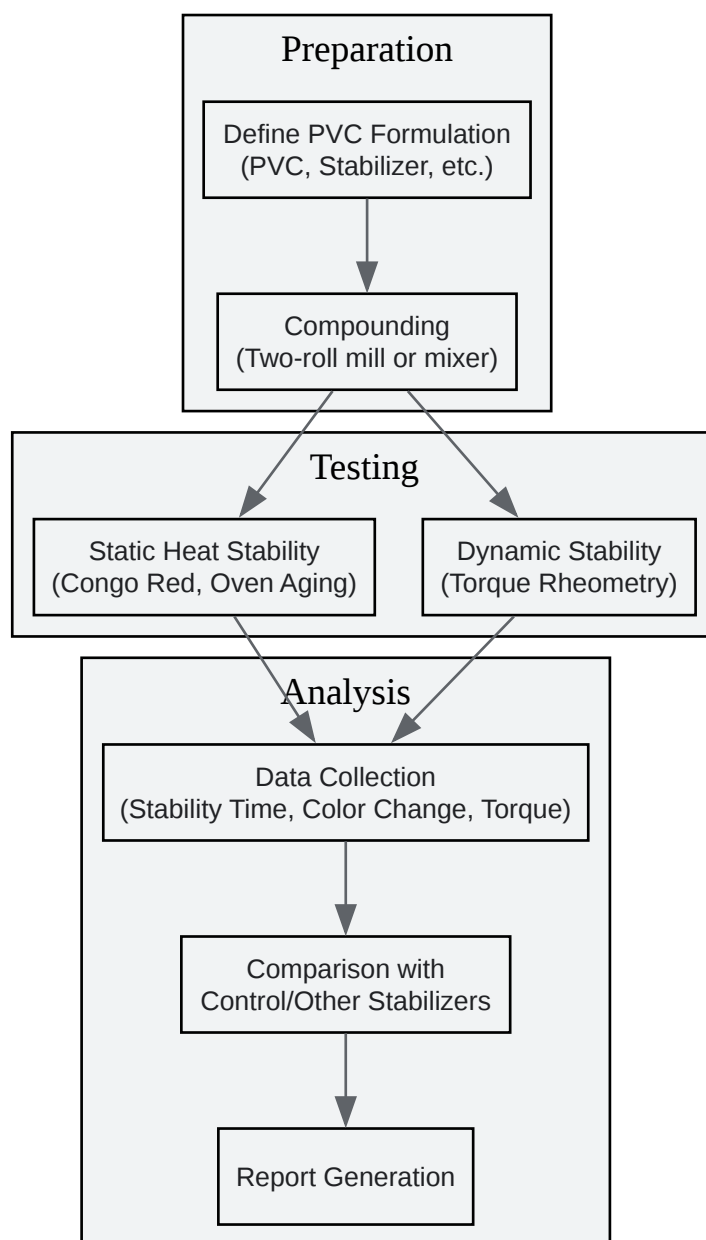 Preparation
Define PVC Formulation
(PVC, Stabilizer, etc.)
Compounding
(Two-roll mill or mixer)
Testing
Static Heat Stability
(Congo Red, Oven Aging)
Dynamic Stability
(Torque Rheometry)
Analysis
Data Collection
(Stability Time, Color Change, Torque)
Comparison with
Control/Other Stabilizers
Report Generation